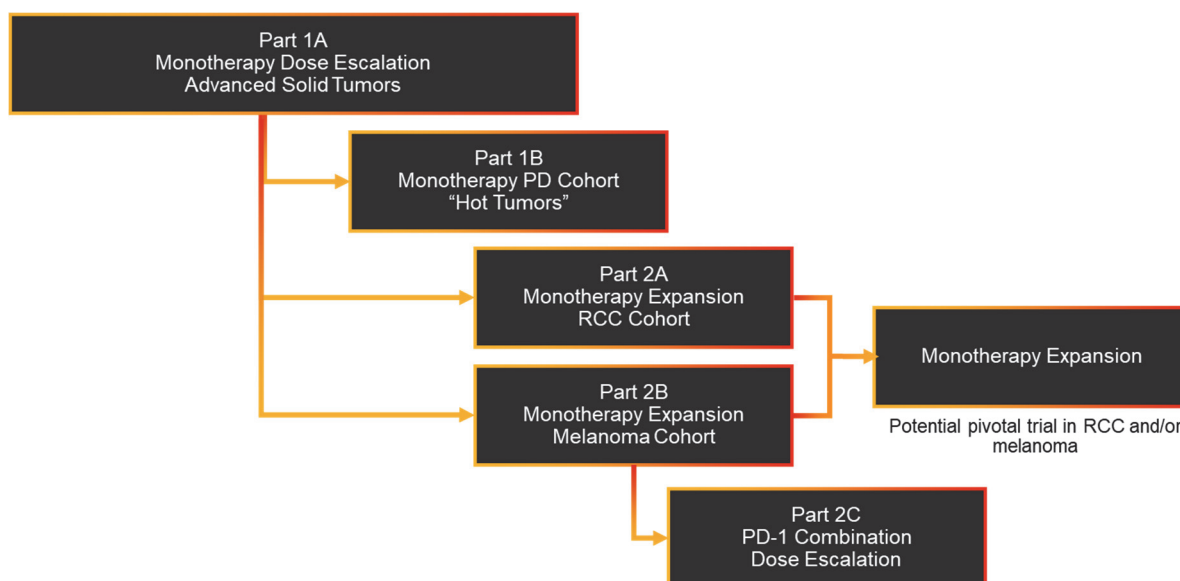 Part 1A
Monotherapy Dose Escalation
Advanced Solid Tumors
Part 1B
Monotherapy PD Cohort
“Hot Tumors”
Part 2A
Monotherapy Expansion
RCC Cohort
Part 2B
Monotherapy Expansion
Melanoma Cohort
Monotherapy Expansion
Potential pivotal trial in RCC and/or
melanoma
Part 2C
PD-1 Combination
Dose Escalation